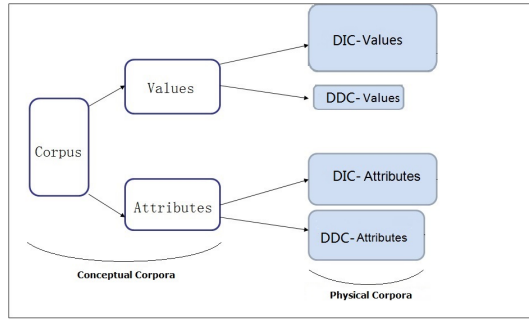 DIC-Values
Values
DDC- Values
Corpus
DIC- Attributes
Attributes
DDC- Attributes
Conceptual Corpora
Physical Corpora